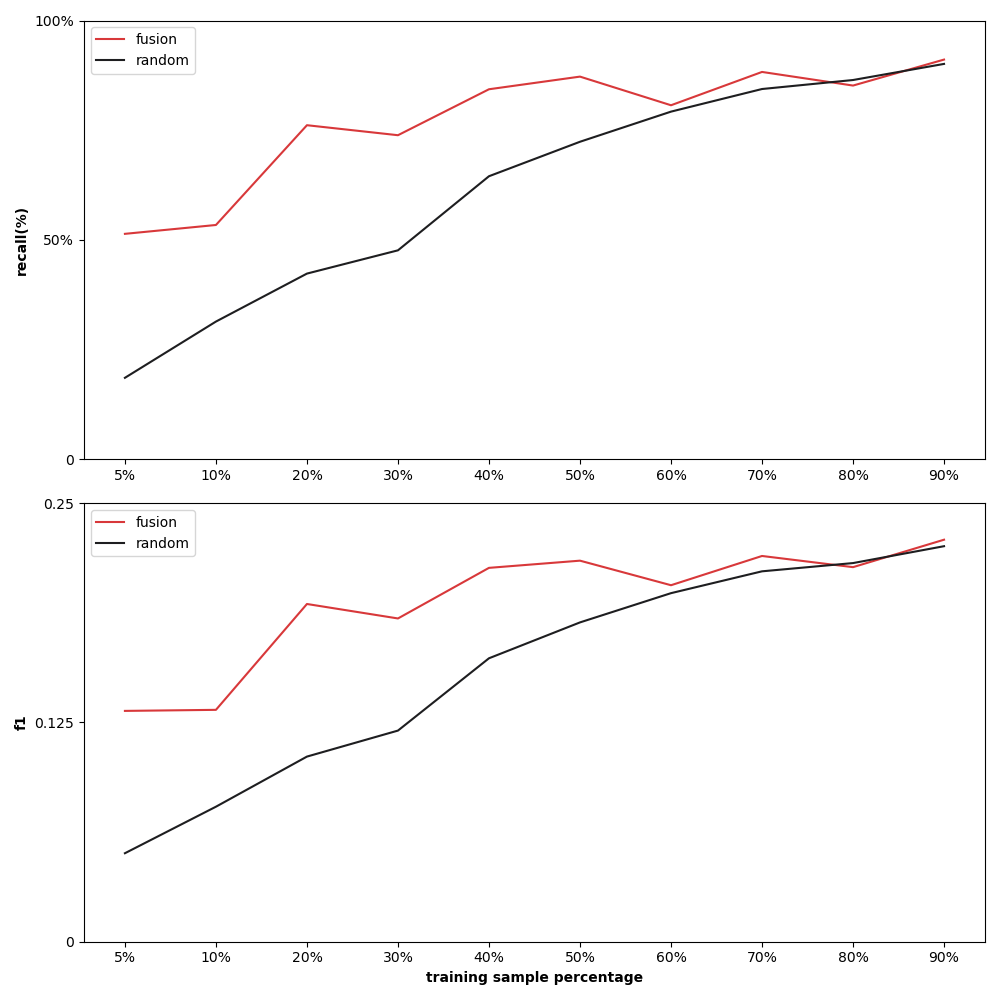 100%
fusion
random
recall(%)
50%
0
5% 10% 20% 30% 40% 50% 60% 70% 80% 90%
0.25
fusion
random
f1
0.125
0
5% 10% 20% 30% 40% 50% 60% 70% 80% 90%
training sample percentage